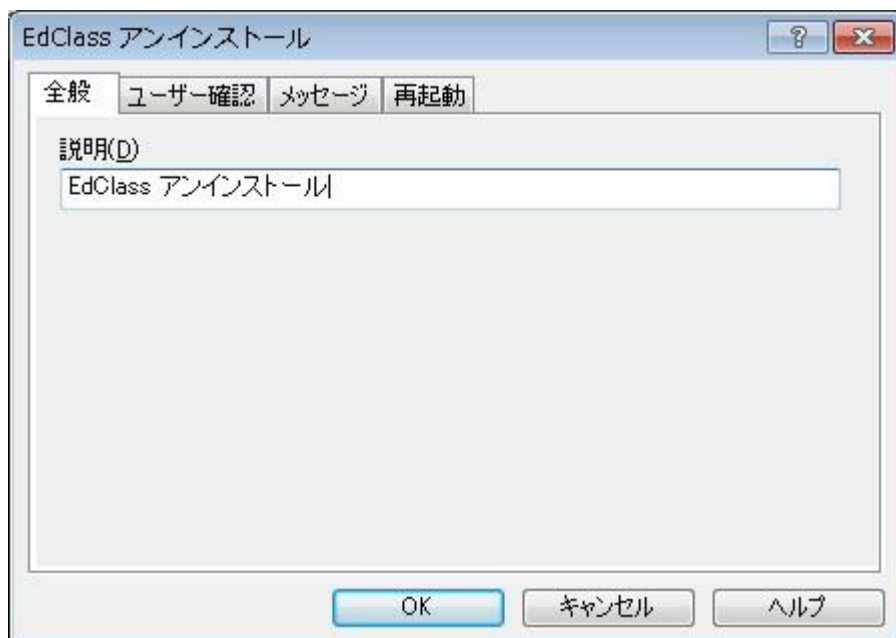 EdClass アンインストール
全般 ユーザー確認 メッセージ 再起動
説明(D)
EdClass アンインストール
OK キャンセル ヘルプ